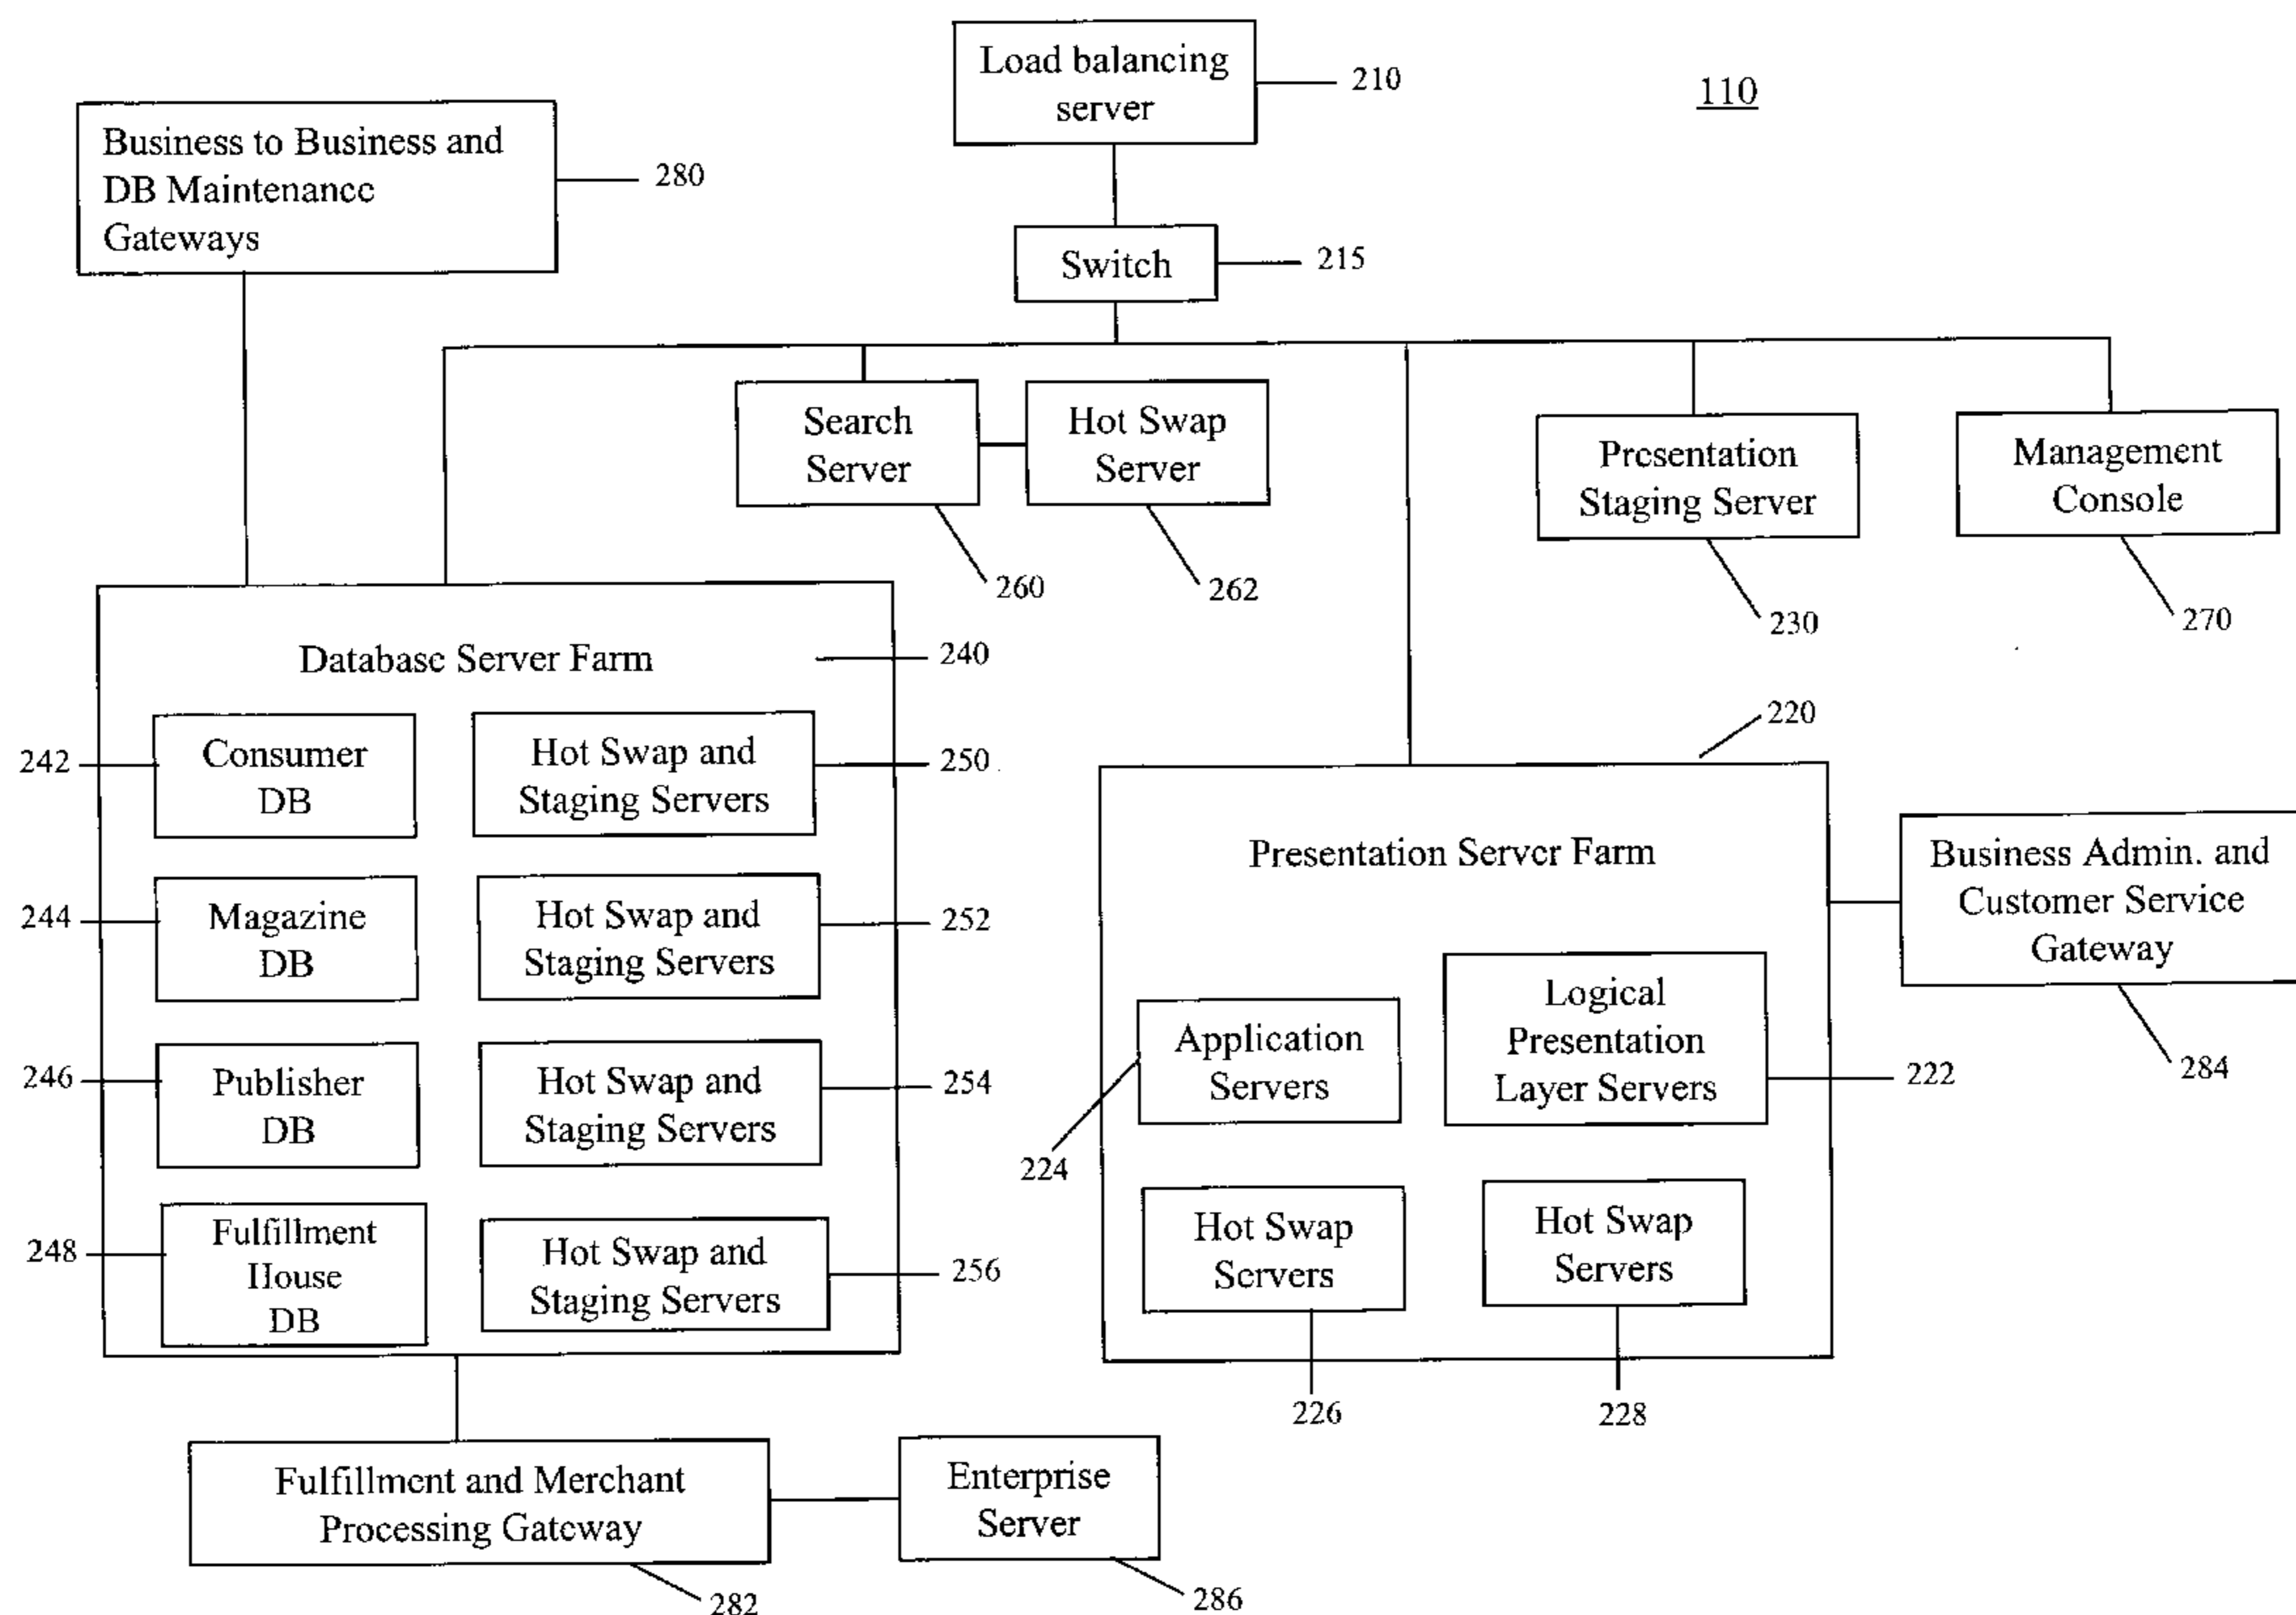 Load balancing
server
210
110
Business to Business and
DB Maintenance
Gateways
280
Switch
215
Search
Server
Hot Swap
Server
Presentation
Staging Server
Management
Console
260
262
230
270
Database Server Farm
240
220
242
Consumer
DB
Hot Swap and
Staging Servers
250
244
Magazine
DB
Hot Swap and
Staging Servers
252
246
Publisher
DB
Hot Swap and
Staging Servers
254
248
Fulfillment
House
DB
Hot Swap and
Staging Servers
256
Presentation Server Farm
Business Admin. and
Customer Service
Gateway
284
Application
Servers
224
Logical
Presentation
Layer Servers
222
Hot Swap
Servers
Hot Swap
Servers
226
228
Fulfillment and Merchant
Processing Gateway
282
Enterprise
Server
286